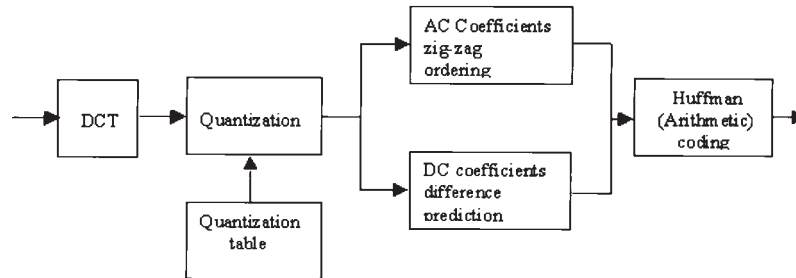 DCT
Quantization
Quantization
table
AC Coefficients
zig-zag
ordering
DC coefficients
difference
prediction
Huffman
(Arithmetic)
coding